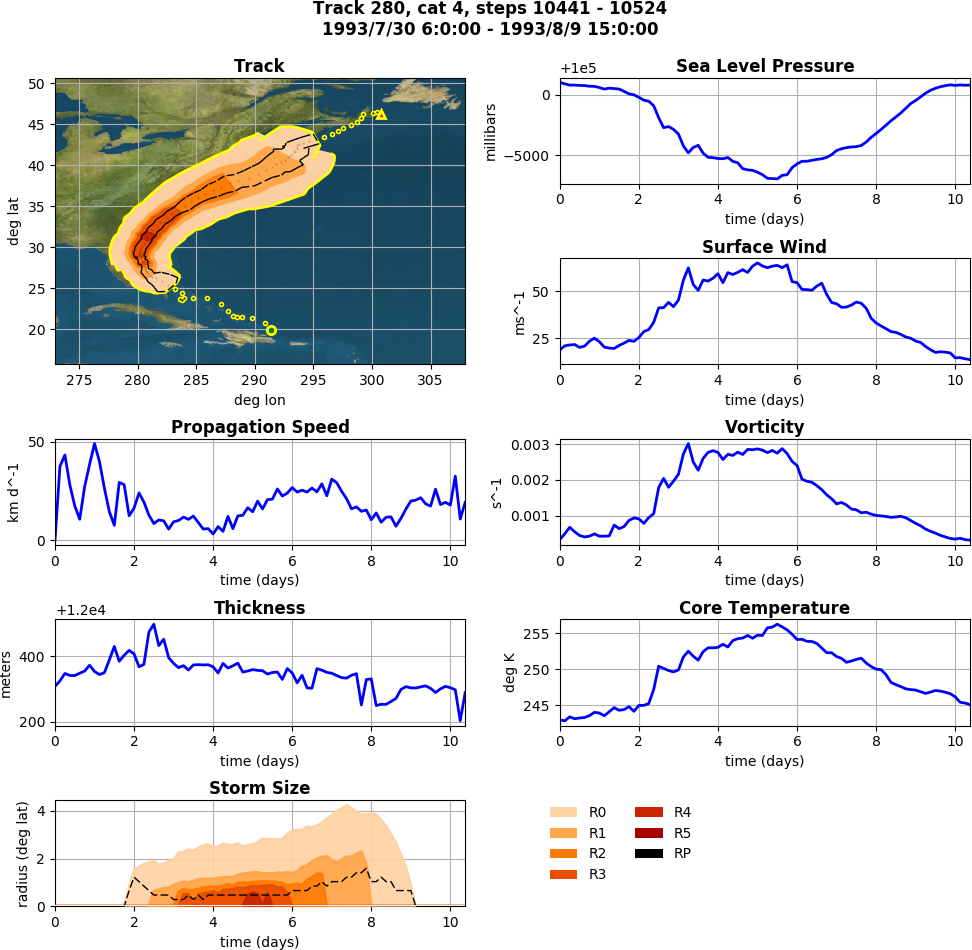 Track 280, cat 4, steps 10441 - 10524
1993/7/30 6:0:00 - 1993/8/9 15:0:00
Track
50
45
40
35
30
25
20
275 280 285 290 295 300 305
deg lat
deg lon
+1e5
Sea Level Pressure
0
−5000
millibars
0 2 4 6 8 10
time (days)
Surface Wind
50
25
ms^-1
0 2 4 6 8 10
time (days)
Propagation Speed
50
0
km d^-1
0 2 4 6 8 10
time (days)
Vorticity
0.003
0.002
0.001
s^-1
0 2 4 6 8 10
time (days)
+1.2e4
Thickness
400
200
meters
0 2 4 6 8 10
time (days)
Core Temperature
255
250
245
deg K
0 2 4 6 8 10
time (days)
Storm Size
4
2
0
radius (deg lat)
0 2 4 6 8 10
time (days)
R0
R1
R2
R3
R4
R5
RP